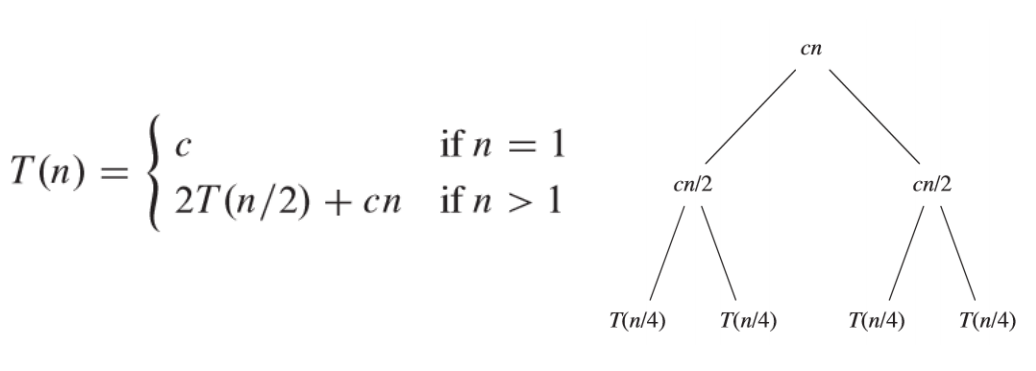 T(n) = { c if n = 1
2T(n/2) + cn if n > 1
cn
cn/2 cn/2
T(n/4) T(n/4) T(n/4) T(n/4)